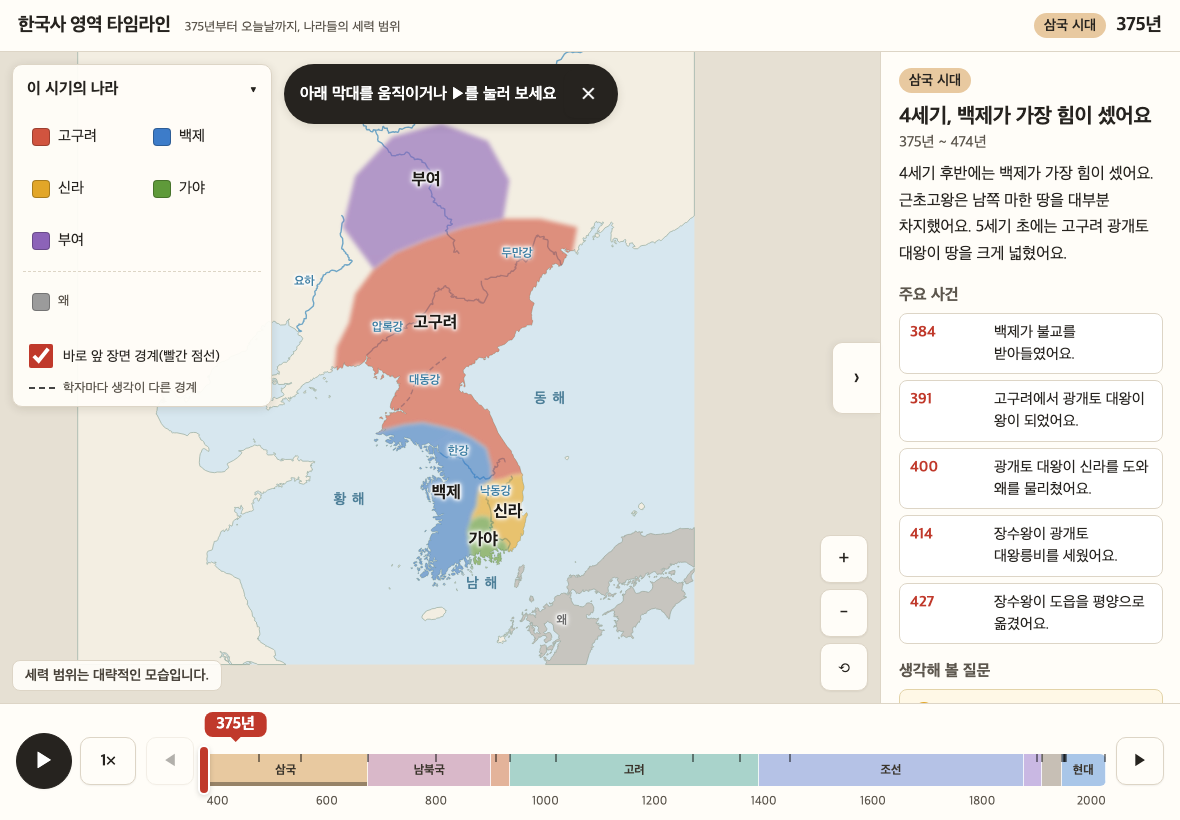 한국사 영역 타임라인 375년부터 오늘날까지, 나라들의 세력 범위
삼국 시대 375년
이 시기의 나라 ▼
고구려 백제
신라 가야
부여
왜
바로 앞 장면 경계(빨간 점선)
학자마다 생각이 다른 경계
아래 막대를 움직이거나 ▶를 눌러 보세요 ✕
부여
두만강
요하
압록강 고구려
대동강
동 해
한강
백제 낙동강
황 해
신라
가야
남 해
왜
세력 범위는 대략적인 모습입니다.
›
+
−
⟲
삼국 시대
4세기, 백제가 가장 힘이 셌어요
375년 ~ 474년
4세기 후반에는 백제가 가장 힘이 셌어요.
근초고왕은 남쪽 마한 땅을 대부분
차지했어요. 5세기 초에는 고구려 광개토
대왕이 땅을 크게 넓혔어요.
주요 사건
384 백제가 불교를
받아들였어요.
391 고구려에서 광개토 대왕이
왕이 되었어요.
400 광개토 대왕이 신라를 도와
왜를 물리쳤어요.
414 장수왕이 광개토
대왕릉비를 세웠어요.
427 장수왕이 도읍을 평양으로
옮겼어요.
생각해 볼 질문
375년
▶ 1× ◀ ▶
삼국 남북국 고려 조선 현대
400 600 800 1000 1200 1400 1600 1800 2000